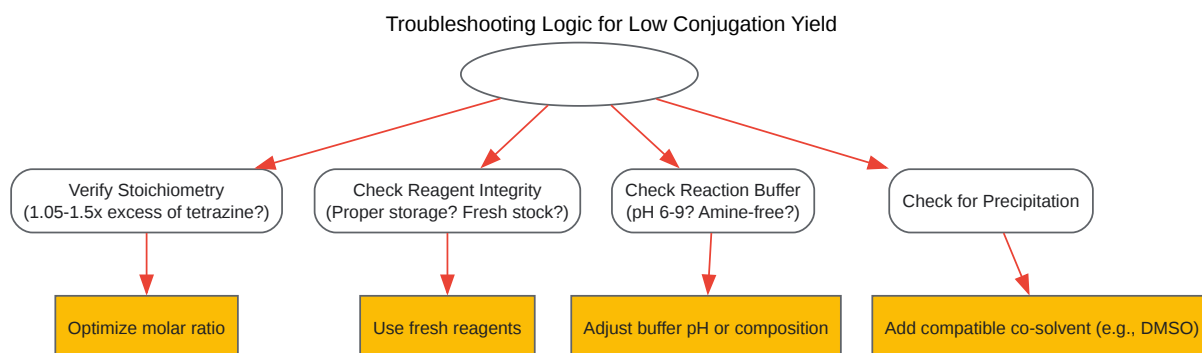 Troubleshooting Logic for Low Conjugation Yield
Verify Stoichiometry
(1.05-1.5x excess of tetrazine?)
Check Reagent Integrity
(Proper storage? Fresh stock?)
Check Reaction Buffer
(pH 6-9? Amine-free?)
Check for Precipitation
Optimize molar ratio
Use fresh reagents
Adjust buffer pH or composition
Add compatible co-solvent (e.g., DMSO)